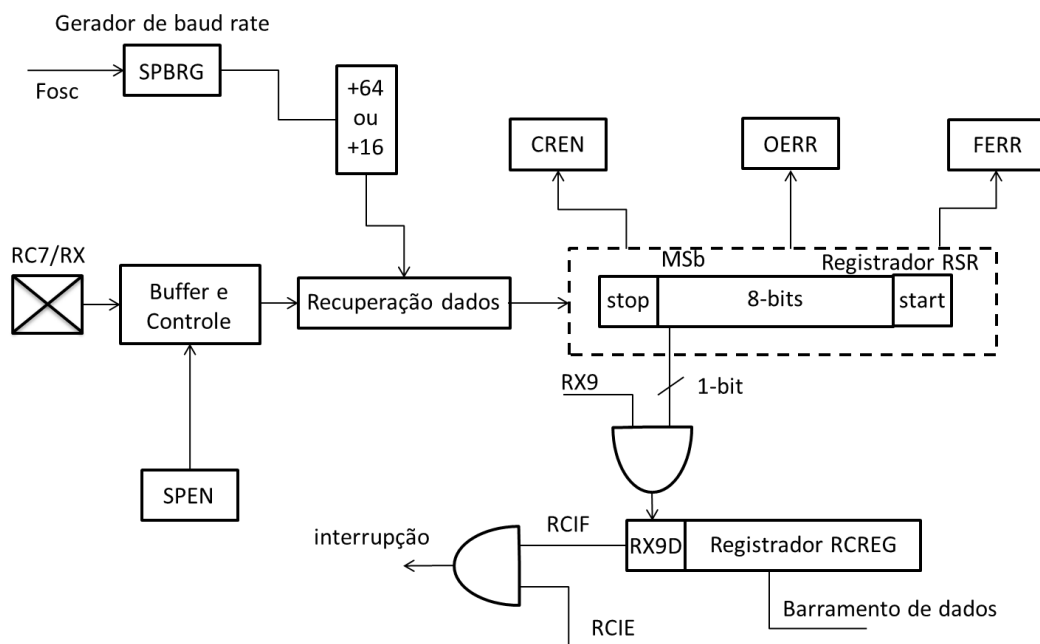 Gerador de baud rate
SPBRG
Fosc
+64
ou
+16
CREN
OERR
FERR
RC7/RX
MSb
Registrador RSR
Buffer e
Controle
Recuperação dados
stop
8-bits
start
RX9
1-bit
SPEN
interrupção
RCIF
RX9D
Registrador RCREG
Barramento de dados
RCIE